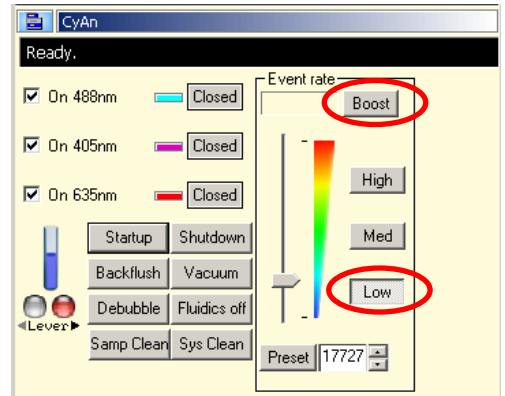 CyAn
Ready.
On 488nm Closed
On 405nm Closed
On 635nm Closed
Startup Shutdown
Backflush Vacuum
Debubble Fluidics off
Samp Clean Sys Clean
Lever
Event rate
Boost
High
Med
Low
Preset 17727